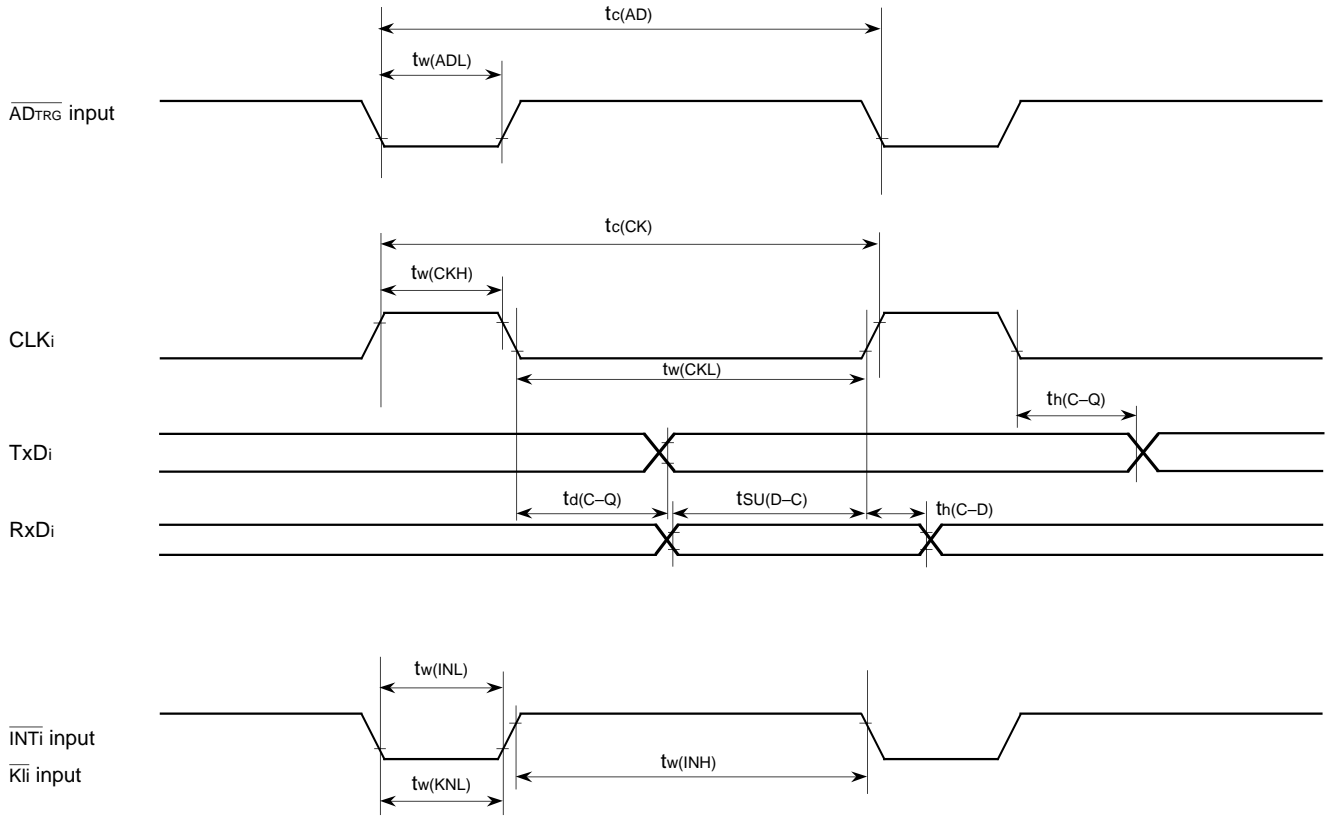 tc(AD)
tw(ADL)
ADTRG input
tc(CK)
tw(CKH)
CLKi
tw(CKL)
th(C–Q)
TxDi
td(C–Q)
tSU(D–C)
th(C–D)
RxDi
tw(INL)
INTi input
KIi input
tw(INH)
tw(KNL)